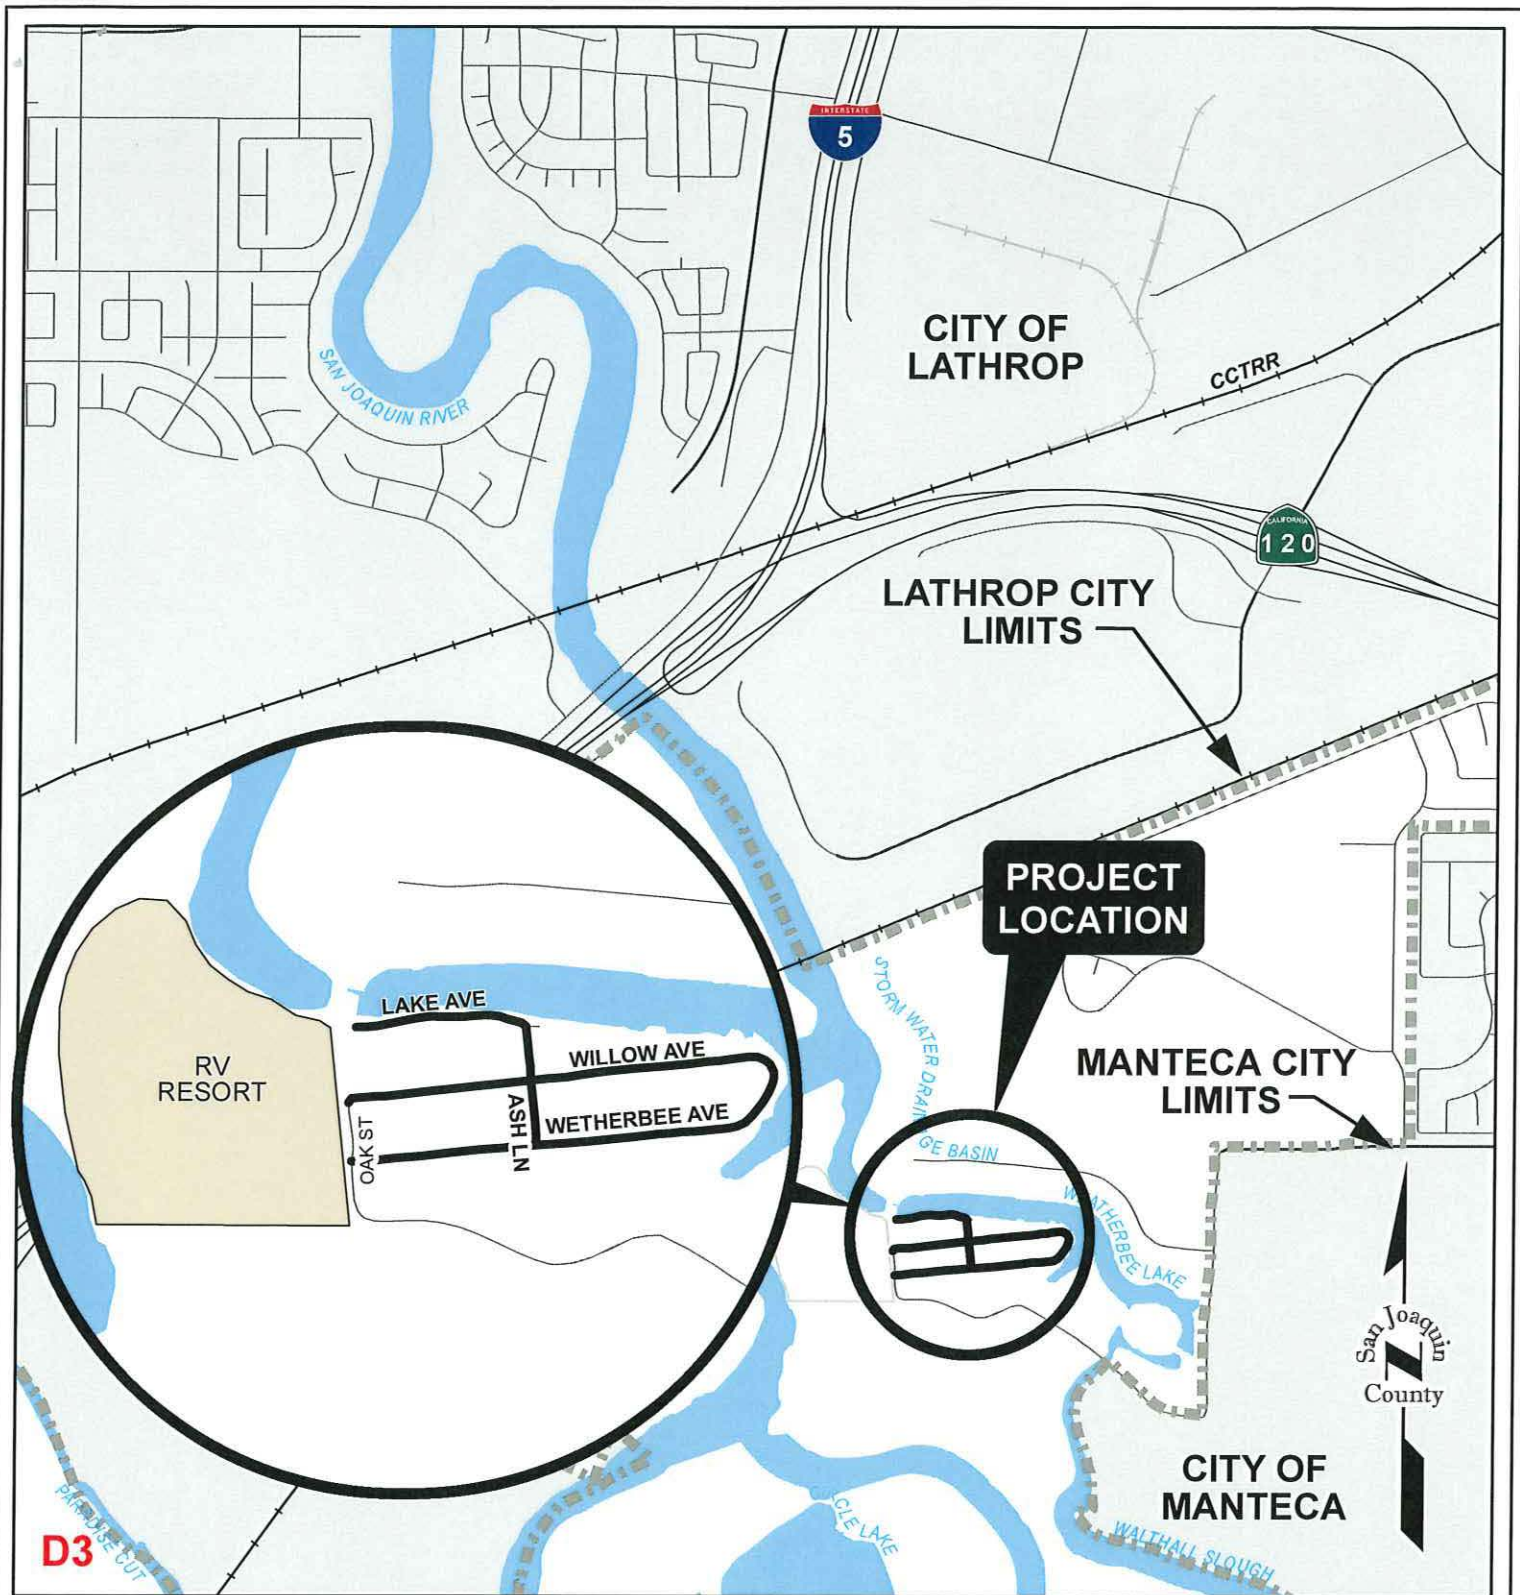 INTERSTATE
5
CITY OF
LATHROP
CCTRR
SAN JOAQUIN RIVER
CALIFORNIA
120
LATHROP CITY
LIMITS
PROJECT
LOCATION
STORM WATER DRAINAGE BASIN
LAKE AVE
WILLOW AVE
RV
RESORT
MANTECA CITY
LIMITS
WETHERBEE AVE
ASH LN
OAK ST
WEATHERBEE LAKE
San Joaquin
N
County
CITY OF
MANTECA
CIRCLE LAKE
WALTHALL SLOUGH
PARADISE CUT
D3